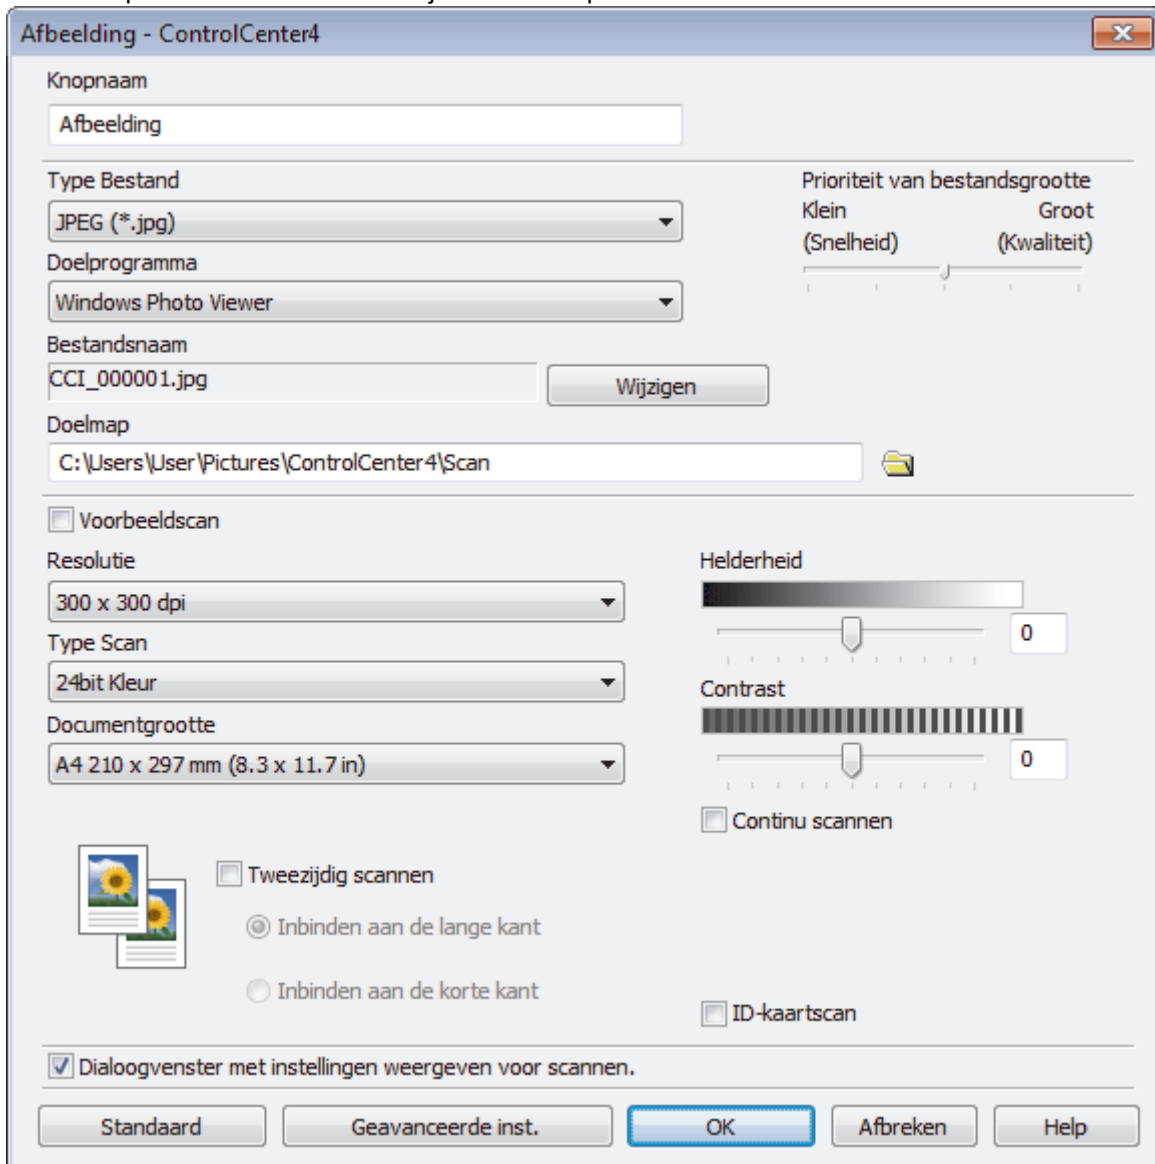 Afbeelding - ControlCenter4
Knopnaam
Afbeelding
Type Bestand
JPEG (*.jpg)
Doelprogramma
Windows Photo Viewer
Bestandsnaam
CCI_000001.jpg
Wijzigen
Doelmap
C:\Users\User\Pictures\ControlCenter4\Scan
Prioriteit van bestandsgrootte
Klein Groot
(Snelheid) (Kwaliteit)
Voorbeeldscan
Resolutie
300 x 300 dpi
Type Scan
24bit Kleur
Documentgrootte
A4 210 x 297 mm (8.3 x 11.7 in)
Helderheid
0
Contrast
0
Continu scannen
Tweezijdig scannen
Inbinden aan de lange kant
Inbinden aan de korte kant
ID-kaartscan
Dialoogvenster met instellingen weergeven voor scannen.
Standaard Geavanceerde inst. OK Afbreken Help